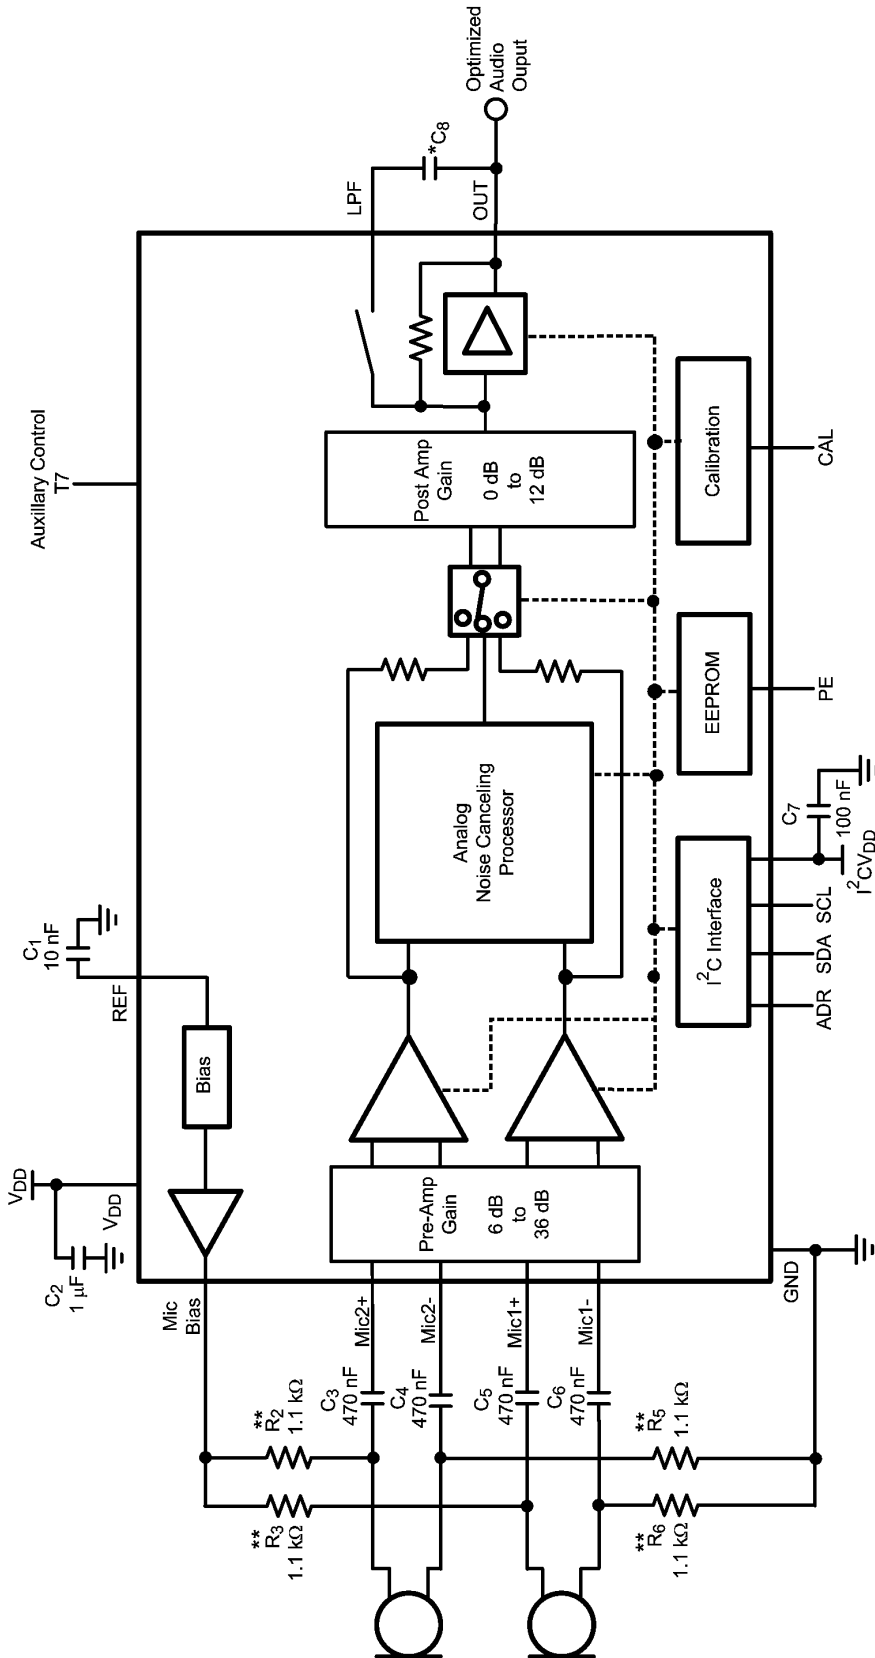 Auxillary Control
T7
VDD
VDD
C2
1 µF
REF
C1
10 nF
Bias
Mic
Bias
**
R2
1.1 kΩ
**
R3
1.1 kΩ
C3
470 nF
Mic2+
C4
470 nF
Mic2-
C5
470 nF
Mic1+
C6
470 nF
Mic1-
**
R5
1.1 kΩ
**
R6
1.1 kΩ
GND
Pre-Amp
Gain
6 dB
to
36 dB
Analog
Noise Canceling
Processor
Post Amp
Gain
0 dB
to
12 dB
LPF
*C8
OUT
Optimized
Audio
Ouput
I2C Interface
ADR
SDA
SCL
I2CVDD
C7
100 nF
EEPROM
PE
Calibration
CAL